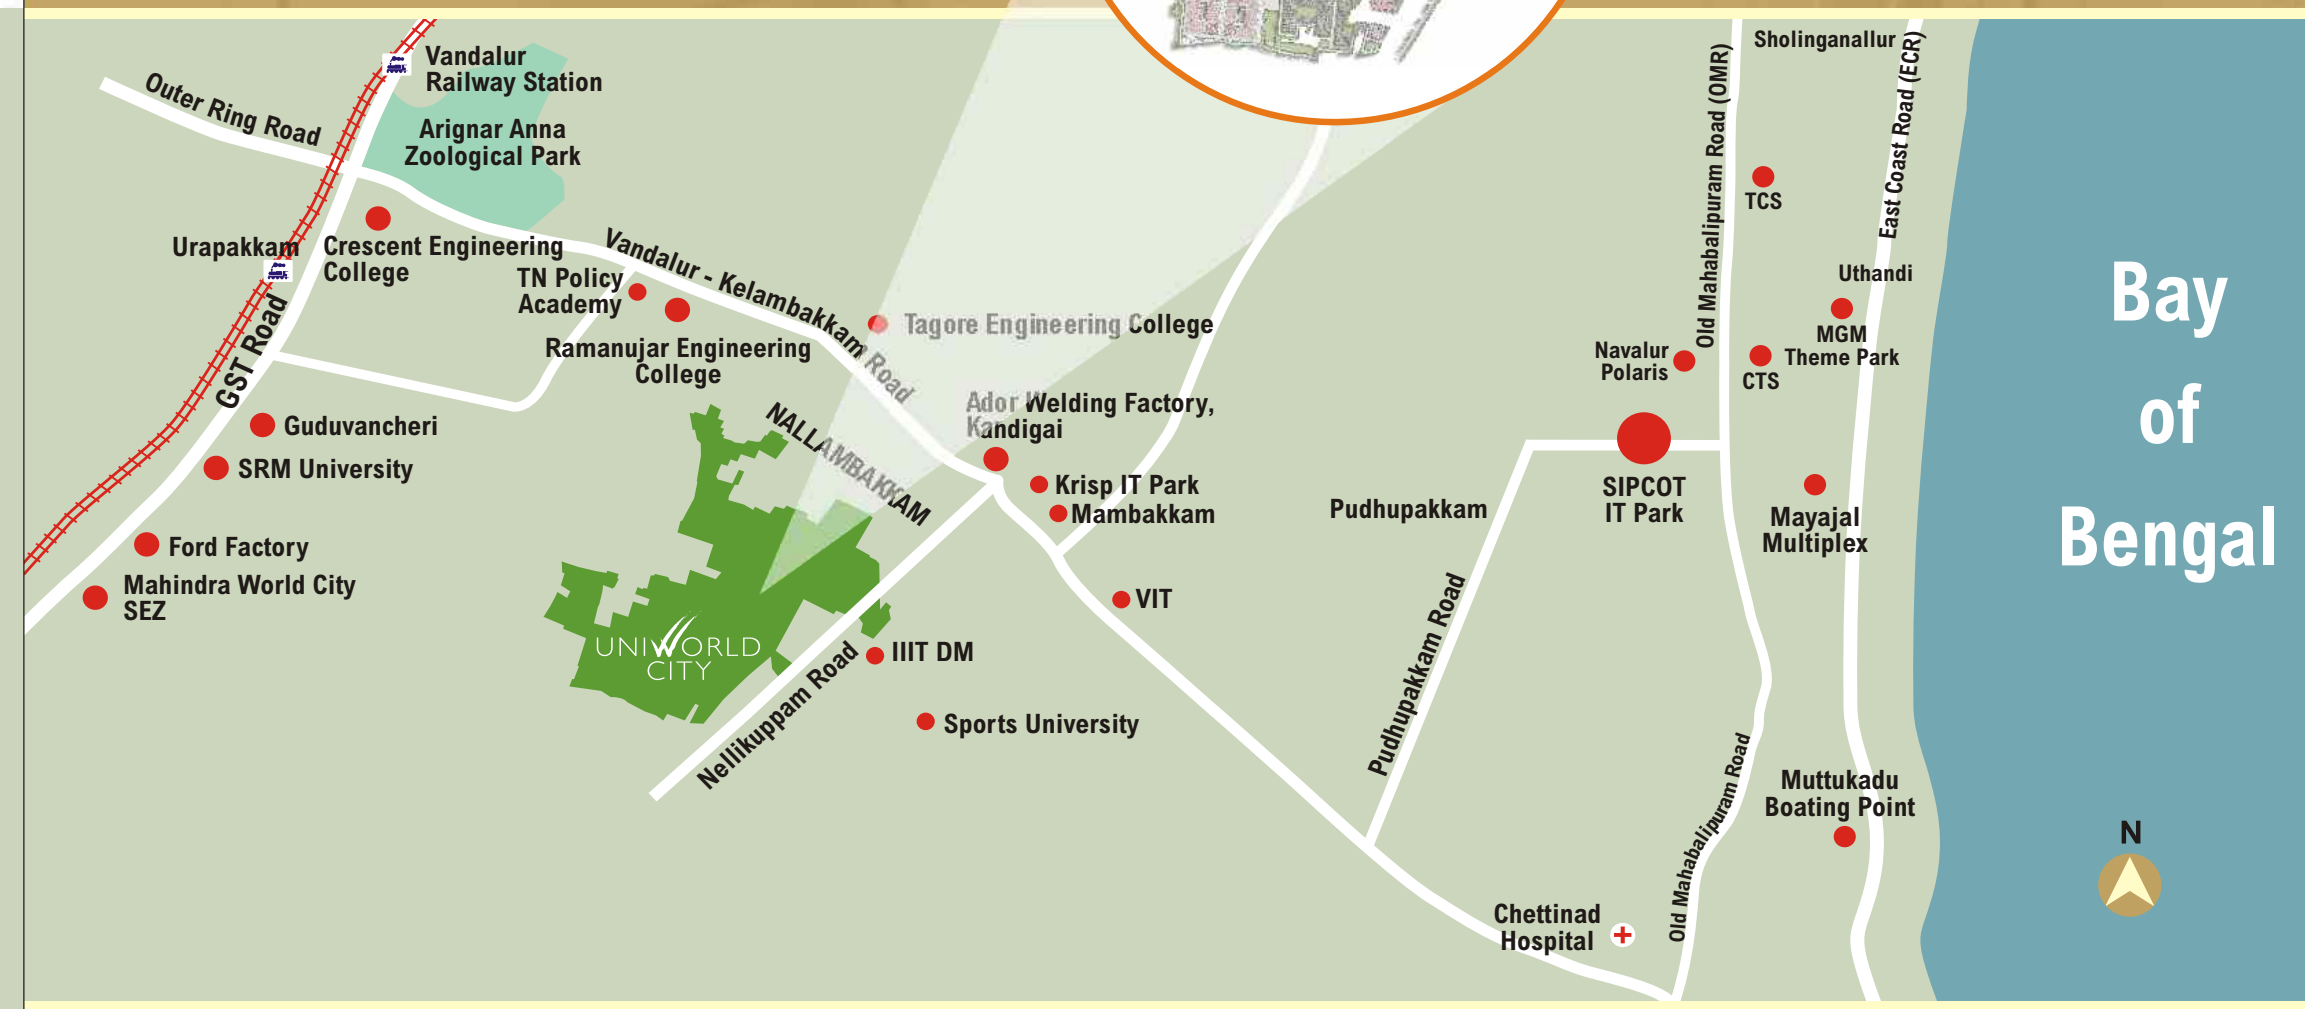 Vandalur
Railway Station
Outer Ring Road
Arignar Anna
Zoological Park
Urapakkam
Crescent Engineering
College
TN Policy
Academy
Vandalur - Kelambakkam Road
Ramanujar Engineering
College
Tagore Engineering College
GST Road
Guduvancheri
SRM University
Ford Factory
Mahindra World City
SEZ
NALLAMBAKKAM
Ador Welding Factory,
Kandigai
Krisp IT Park
Mambakkam
VIT
UNIWORLD
CITY
IIIT DM
Nellikuppam Road
Sports University
Sholinganallur
Old Mahabalipuram Road (OMR)
East Coast Road (ECR)
TCS
Uthandi
MGM
Theme Park
Navalur
Polaris
CTS
SIPCOT
IT Park
Pudhupakkam
Mayajal
Multiplex
Pudhupakkam Road
Old Mahabalipuram Road
Muttukadu
Boating Point
Chettinad
Hospital
Bay
of
Bengal
N